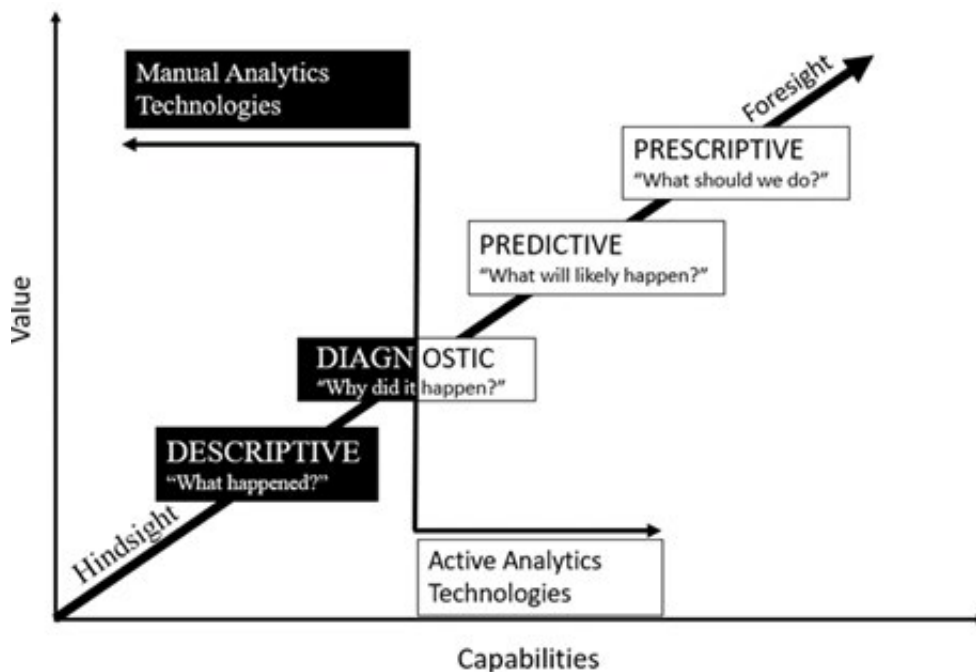 Manual Analytics
Technologies
Foresight
PRESCRIPTIVE
“What should we do?”
PREDICTIVE
“What will likely happen?”
Value
DIAGNOSTIC
“Why did it happen?”
DESCRIPTIVE
“What happened?”
Hindsight
Active Analytics
Technologies
Capabilities